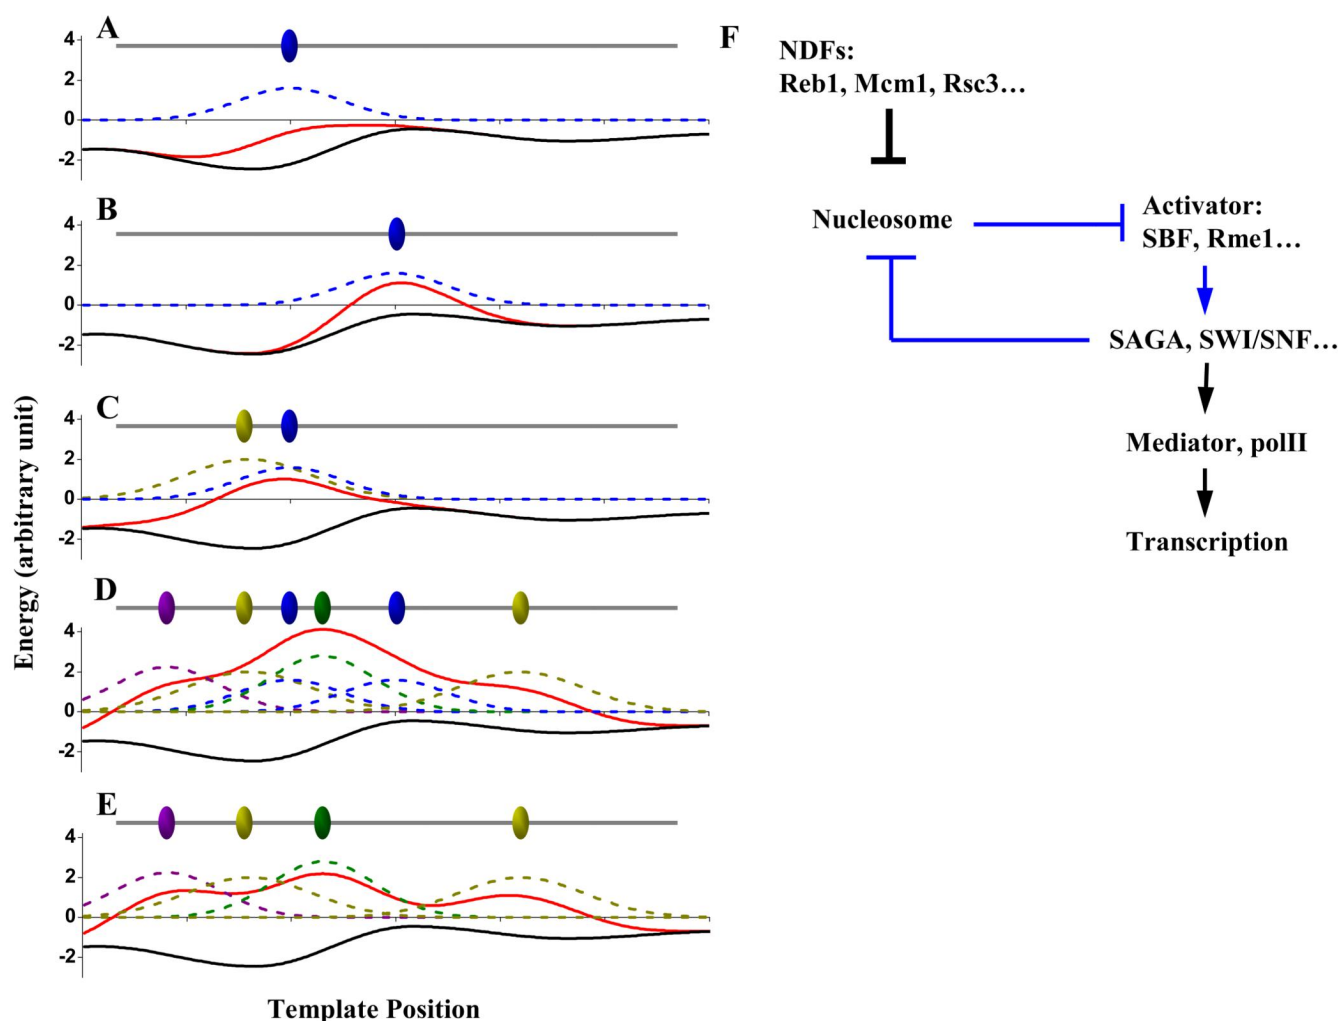 A
4
2
0
-2
B
4
2
0
-2
C
4
2
0
-2
D
4
2
0
-2
E
4
2
0
-2
Energy (arbitrary unit)
Template Position
F
NDFs:
Reb1, Mcm1, Rsc3…
Nucleosome
Activator:
SBF, Rme1…
SAGA, SWI/SNF…
Mediator, polII
Transcription